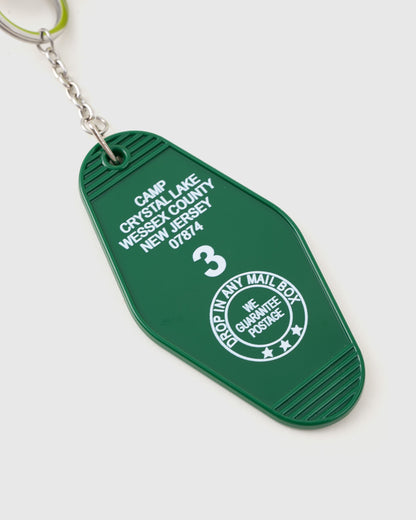 CAMP
CRYSTAL LAKE
WESSEX COUNTY
NEW JERSEY
07874
3
DROP IN ANY MAIL BOX
WE
GUARANTEE
POSTAGE